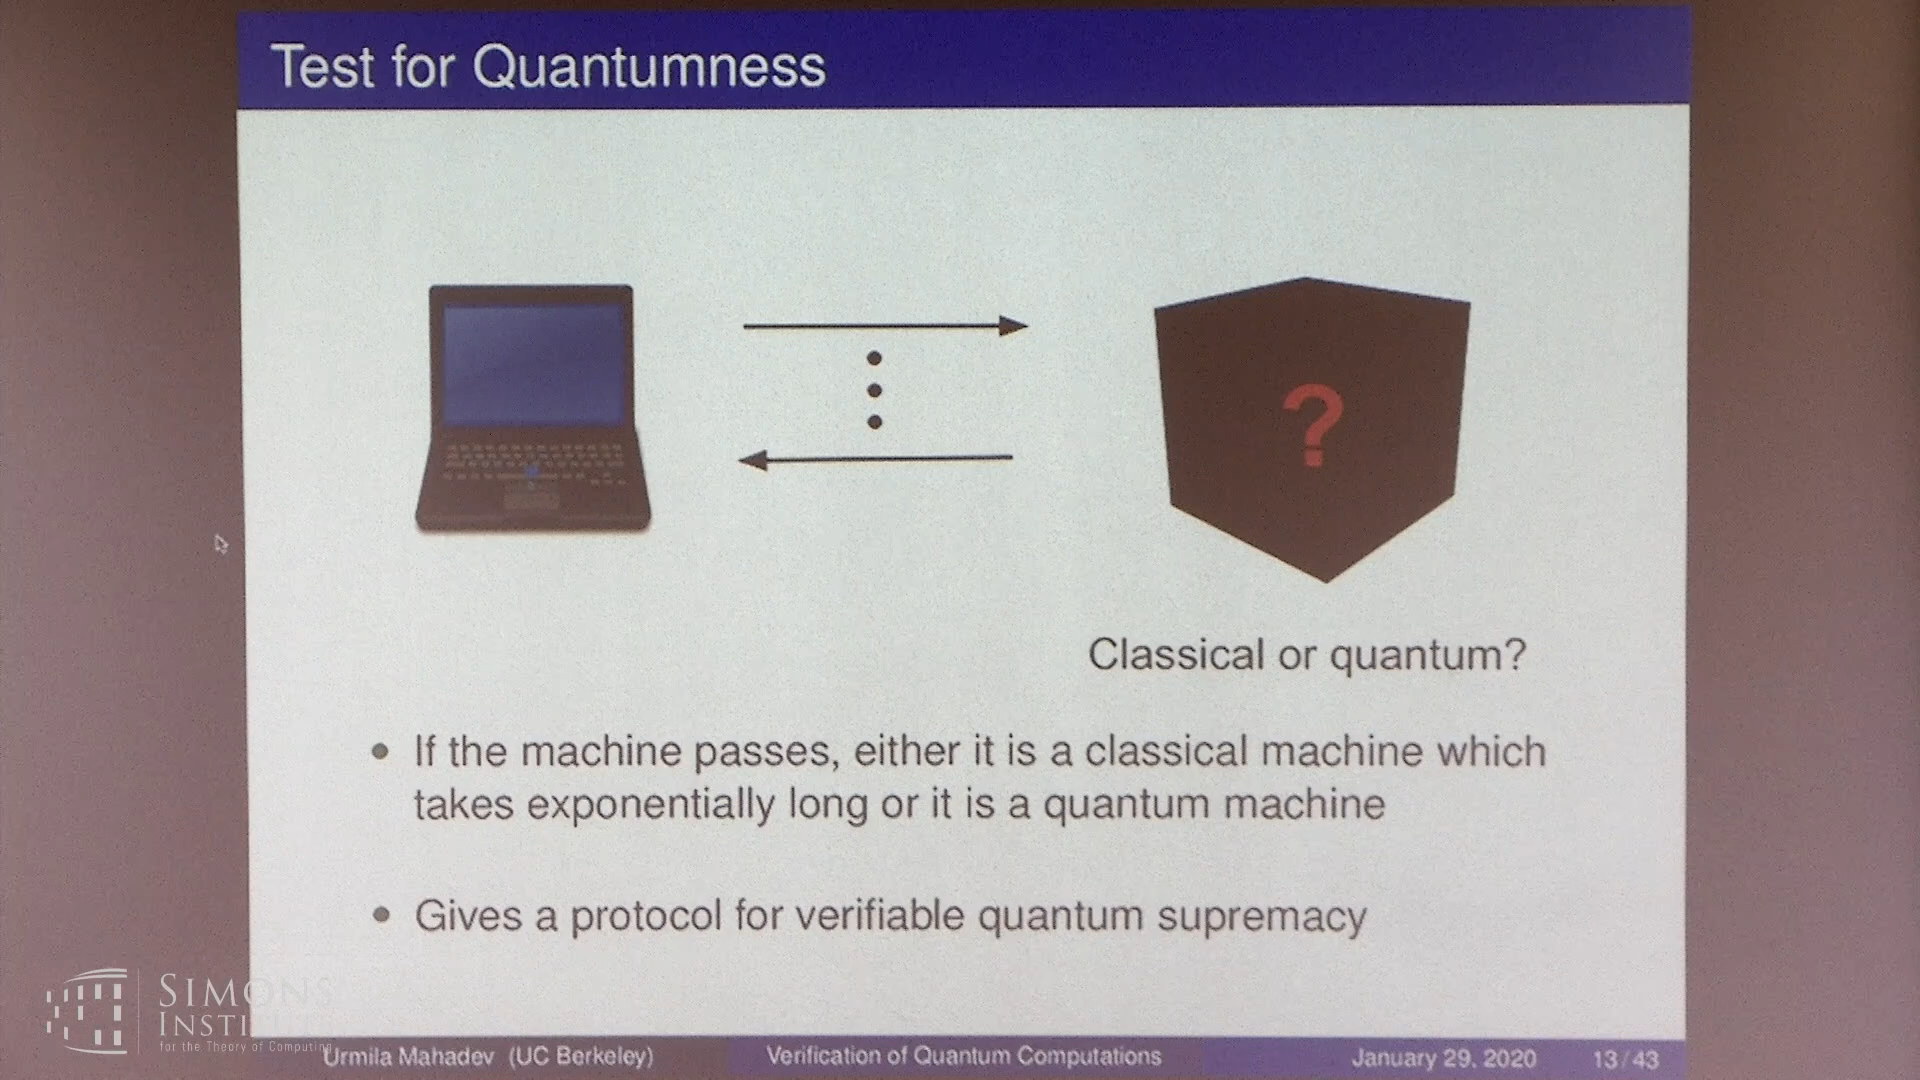 Test for Quantumness
?
Classical or quantum?
• If the machine passes, either it is a classical machine which
takes exponentially long or it is a quantum machine
• Gives a protocol for verifiable quantum supremacy
SIMONS
for the Theory of Computing
Urmila Mahadev (UC Berkeley) Verification of Quantum Computations January 29, 2020 13/43